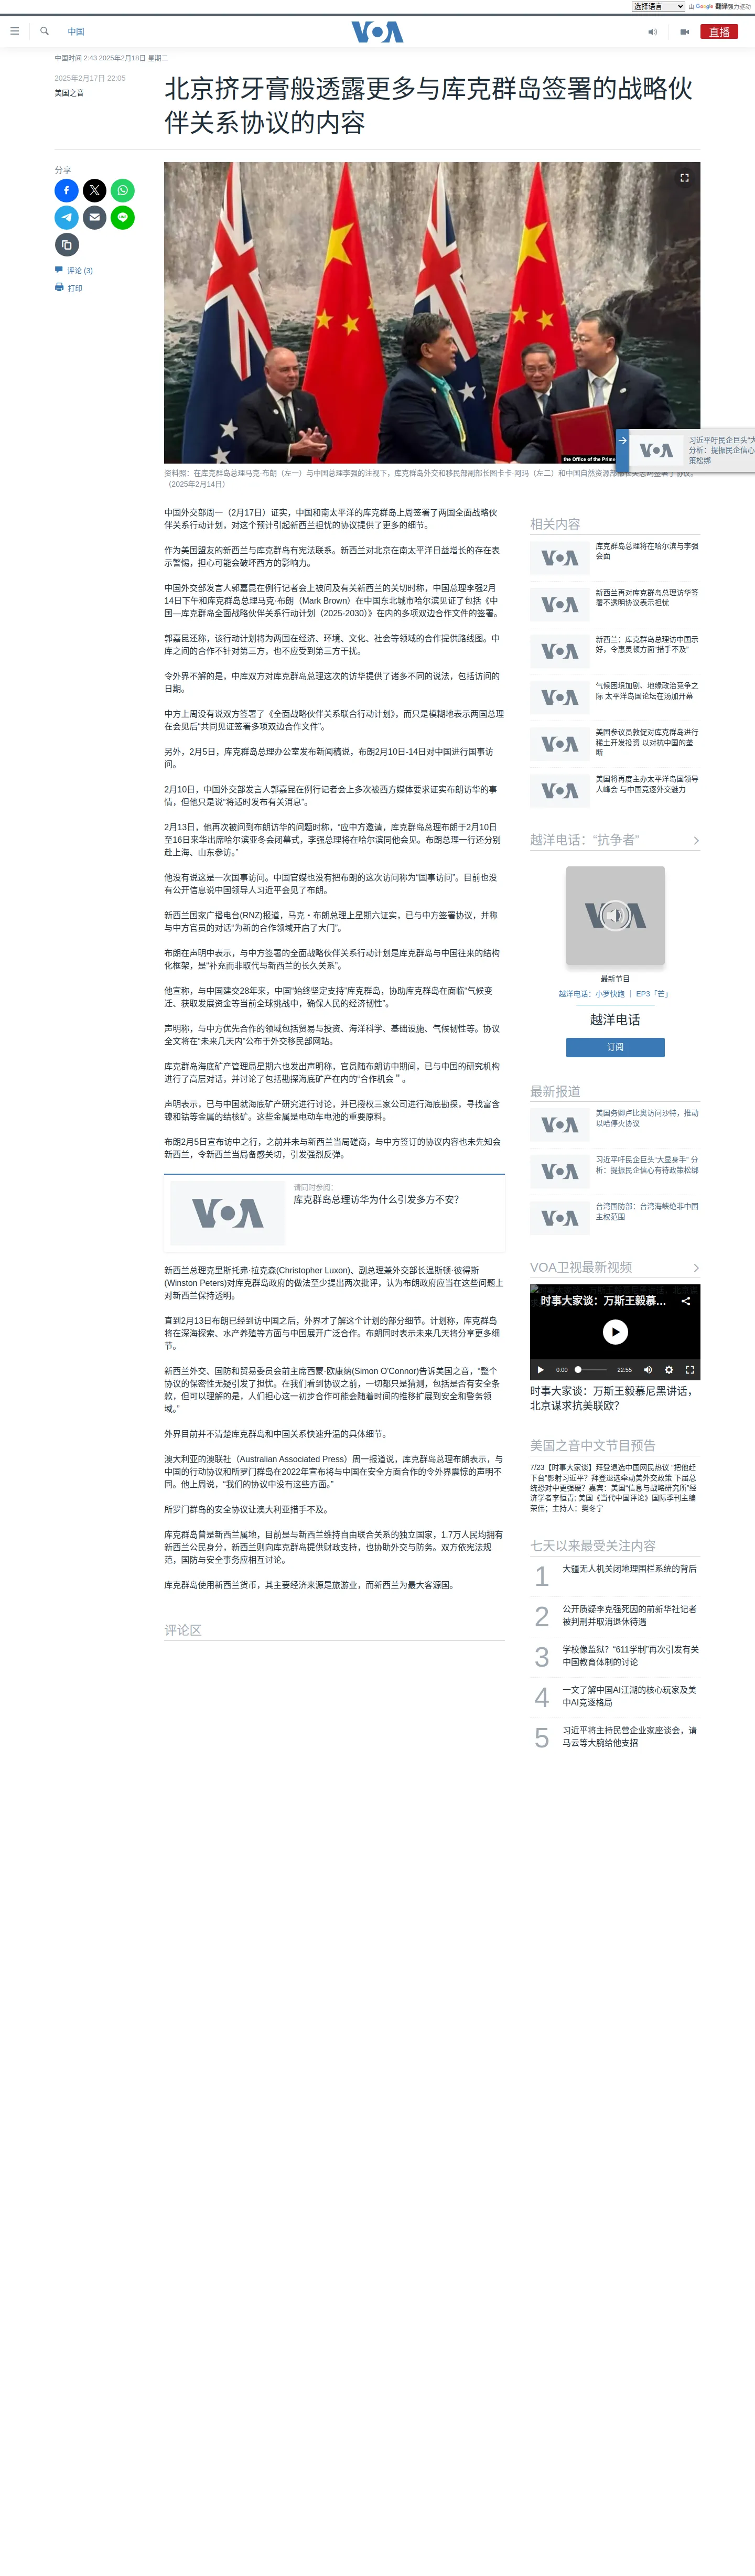 选择语言
由 Google 翻译强力驱动
中国
VOA
直播
中国时间 2:43 2025年2月18日 星期二
2025年2月17日 22:05
美国之音
北京挤牙膏般透露更多与库克群岛签署的战略伙
伴关系协议的内容
分享
评论 (3)
打印
the Office of the Prime
习近平吁民企巨头“大
分析：提振民企信心
策松绑
资料照：在库克群岛总理马克·布朗（左一）与中国总理李强的注视下，库克群岛外交和移民部副部长图卡卡·阿玛（左二）和中国自然资源部部长关志鸥签署了协议。
（2025年2月14日）
中国外交部周一（2月17日）证实，中国和南太平洋的库克群岛上周签署了两国全面战略伙
伴关系行动计划，对这个预计引起新西兰担忧的协议提供了更多的细节。
作为美国盟友的新西兰与库克群岛有宪法联系。新西兰对北京在南太平洋日益增长的存在表
示警惕，担心可能会破坏西方的影响力。
中国外交部发言人郭嘉昆在例行记者会上被问及有关新西兰的关切时称，中国总理李强2月
14日下午和库克群岛总理马克·布朗（Mark Brown）在中国东北城市哈尔滨见证了包括《中
国—库克群岛全面战略伙伴关系行动计划（2025-2030)》在内的多项双边合作文件的签署。
郭嘉昆还称，该行动计划将为两国在经济、环境、文化、社会等领域的合作提供路线图。中
库之间的合作不针对第三方，也不应受到第三方干扰。
令外界不解的是，中库双方对库克群岛总理这次的访华提供了诸多不同的说法，包括访问的
日期。
中方上周没有说双方签署了《全面战略伙伴关系联合行动计划》，而只是模糊地表示两国总理
在会见后“共同见证签署多项双边合作文件”。
另外，2月5日，库克群岛总理办公室发布新闻稿说，布朗2月10日-14日对中国进行国事访
问。
2月10日，中国外交部发言人郭嘉昆在例行记者会上多次被西方媒体要求证实布朗访华的事
情，但他只是说“将适时发布有关消息”。
2月13日，他再次被问到布朗访华的问题时称，“应中方邀请，库克群岛总理布朗于2月10日
至16日来华出席哈尔滨亚冬会闭幕式，李强总理将在哈尔滨同他会见。布朗总理一行还分别
赴上海、山东参访。”
他没有说这是一次国事访问。中国官媒也没有把布朗的这次访问称为“国事访问”。目前也没
有公开信息说中国领导人习近平会见了布朗。
新西兰国家广播电台(RNZ)报道，马克・布朗总理上星期六证实，已与中方签署协议，并称
与中方官员的对话“为新的合作领域开启了大门”。
布朗在声明中表示，与中方签署的全面战略伙伴关系行动计划是库克群岛与中国往来的结构
化框架，是“补充而非取代与新西兰的长久关系”。
他宣称，与中国建交28年来，中国“始终坚定支持”库克群岛，协助库克群岛在面临“气候变
迁、获取发展资金等当前全球挑战中，确保人民的经济韧性”。
声明称，与中方优先合作的领域包括贸易与投资、海洋科学、基础设施、气候韧性等。协议
全文将在“未来几天内”公布于外交移民部网站。
库克群岛海底矿产管理局星期六也发出声明称，官员随布朗访中期间，已与中国的研究机构
进行了高层对话，并讨论了包括勘探海底矿产在内的“合作机会＂。
声明表示，已与中国就海底矿产研究进行讨论，并已授权三家公司进行海底勘探，寻找富含
镍和钴等金属的结核矿。这些金属是电动车电池的重要原料。
布朗2月5日宣布访中之行，之前并未与新西兰当局磋商，与中方签订的协议内容也未先知会
新西兰，令新西兰当局备感关切，引发强烈反弹。
VOA
请同时参阅：
库克群岛总理访华为什么引发多方不安？
新西兰总理克里斯托弗·拉克森(Christopher Luxon)、副总理兼外交部长温斯顿·彼得斯
(Winston Peters)对库克群岛政府的做法至少提出两次批评，认为布朗政府应当在这些问题上
对新西兰保持透明。
直到2月13日布朗已经到访中国之后，外界才了解这个计划的部分细节。计划称，库克群岛
将在深海探索、水产养殖等方面与中国展开广泛合作。布朗同时表示未来几天将分享更多细
节。
新西兰外交、国防和贸易委员会前主席西蒙·欧康纳(Simon O'Connor)告诉美国之音，“整个
协议的保密性无疑引发了担忧。在我们看到协议之前，一切都只是猜测，包括是否有安全条
款，但可以理解的是，人们担心这一初步合作可能会随着时间的推移扩展到安全和警务领
域。”
外界目前并不清楚库克群岛和中国关系快速升温的具体细节。
澳大利亚的澳联社（Australian Associated Press）周一报道说，库克群岛总理布朗表示，与
中国的行动协议和所罗门群岛在2022年宣布将与中国在安全方面合作的令外界震惊的声明不
同。他上周说，“我们的协议中没有这些方面。”
所罗门群岛的安全协议让澳大利亚措手不及。
库克群岛曾是新西兰属地，目前是与新西兰维持自由联合关系的独立国家，1.7万人民均拥有
新西兰公民身分，新西兰则向库克群岛提供财政支持，也协助外交与防务。双方依宪法规
范，国防与安全事务应相互讨论。
库克群岛使用新西兰货币，其主要经济来源是旅游业，而新西兰为最大客源国。
评论区
相关内容
库克群岛总理将在哈尔滨与李强
会面
新西兰再对库克群岛总理访华签
署不透明协议表示担忧
新西兰：库克群岛总理访中国示
好，令惠灵顿方面“措手不及”
气候困境加剧、地缘政治竞争之
际 太平洋岛国论坛在汤加开幕
美国参议员敦促对库克群岛进行
稀土开发投资 以对抗中国的垄
断
美国将再度主办太平洋岛国领导
人峰会 与中国竞逐外交魅力
越洋电话：“抗争者”
最新节目
越洋电话：小罗快跑 ｜ EP3「芒」
越洋电话
订阅
最新报道
美国务卿卢比奥访问沙特，推动
以哈停火协议
习近平吁民企巨头“大显身手” 分
析：提振民企信心有待政策松绑
台湾国防部：台湾海峡绝非中国
主权范围
VOA卫视最新视频
时事大家谈：万斯王毅慕…
0:00
22:55
时事大家谈：万斯王毅慕尼黑讲话，
北京谋求抗美联欧？
美国之音中文节目预告
7/23【时事大家谈】拜登退选中国网民热议 “把他赶
下台”影射习近平？拜登退选牵动美外交政策 下届总
统恐对中更强硬？嘉宾：美国“信息与战略研究所”经
济学者李恒青; 美国《当代中国评论》国际季刊主编
荣伟；主持人：樊冬宁
七天以来最受关注内容
1
大疆无人机关闭地理围栏系统的背后
2
公开质疑李克强死因的前新华社记者
被判刑并取消退休待遇
3
学校像监狱？“611学制”再次引发有关
中国教育体制的讨论
4
一文了解中国AI江湖的核心玩家及美
中AI竞逐格局
5
习近平将主持民营企业家座谈会，请
马云等大腕给他支招